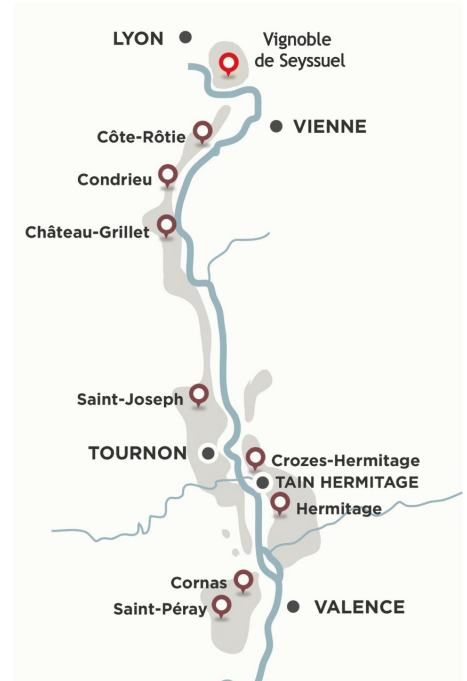 LYON
Vignoble
de Seyssuel
VIENNE
Côte-Rôtie
Condrieu
Château-Grillet
Saint-Joseph
TOURNON
Crozes-Hermitage
TAIN HERMITAGE
Hermitage
Cornas
Saint-Péray
VALENCE